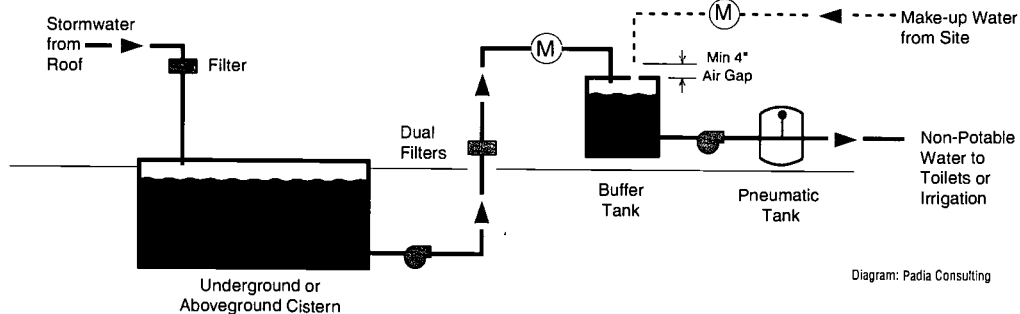 Stormwater
from
Roof
Filter
Dual
Filters
M
M
Min 4"
Air Gap
Make-up Water
from Site
Buffer
Tank
Pneumatic
Tank
Non-Potable
Water to
Toilets or
Irrigation
Underground or
Aboveground Cistern
Diagram: Padia Consulting